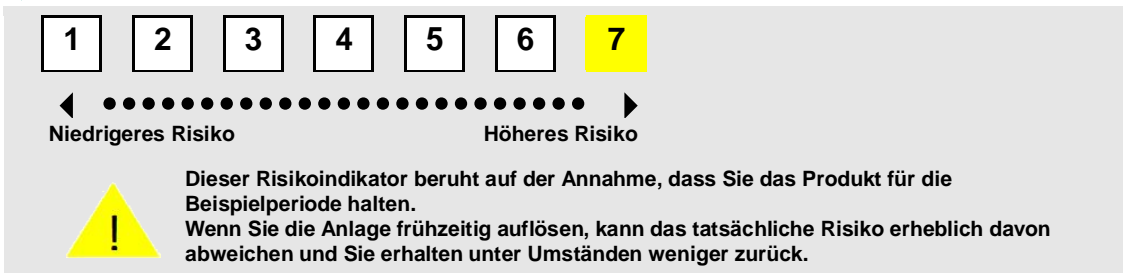 1 2 3 4 5 6 7
Niedrigeres Risiko Höheres Risiko
Dieser Risikoindikator beruht auf der Annahme, dass Sie das Produkt für die
Beispielperiode halten.
!
Wenn Sie die Anlage frühzeitig auflösen, kann das tatsächliche Risiko erheblich davon
abweichen und Sie erhalten unter Umständen weniger zurück.